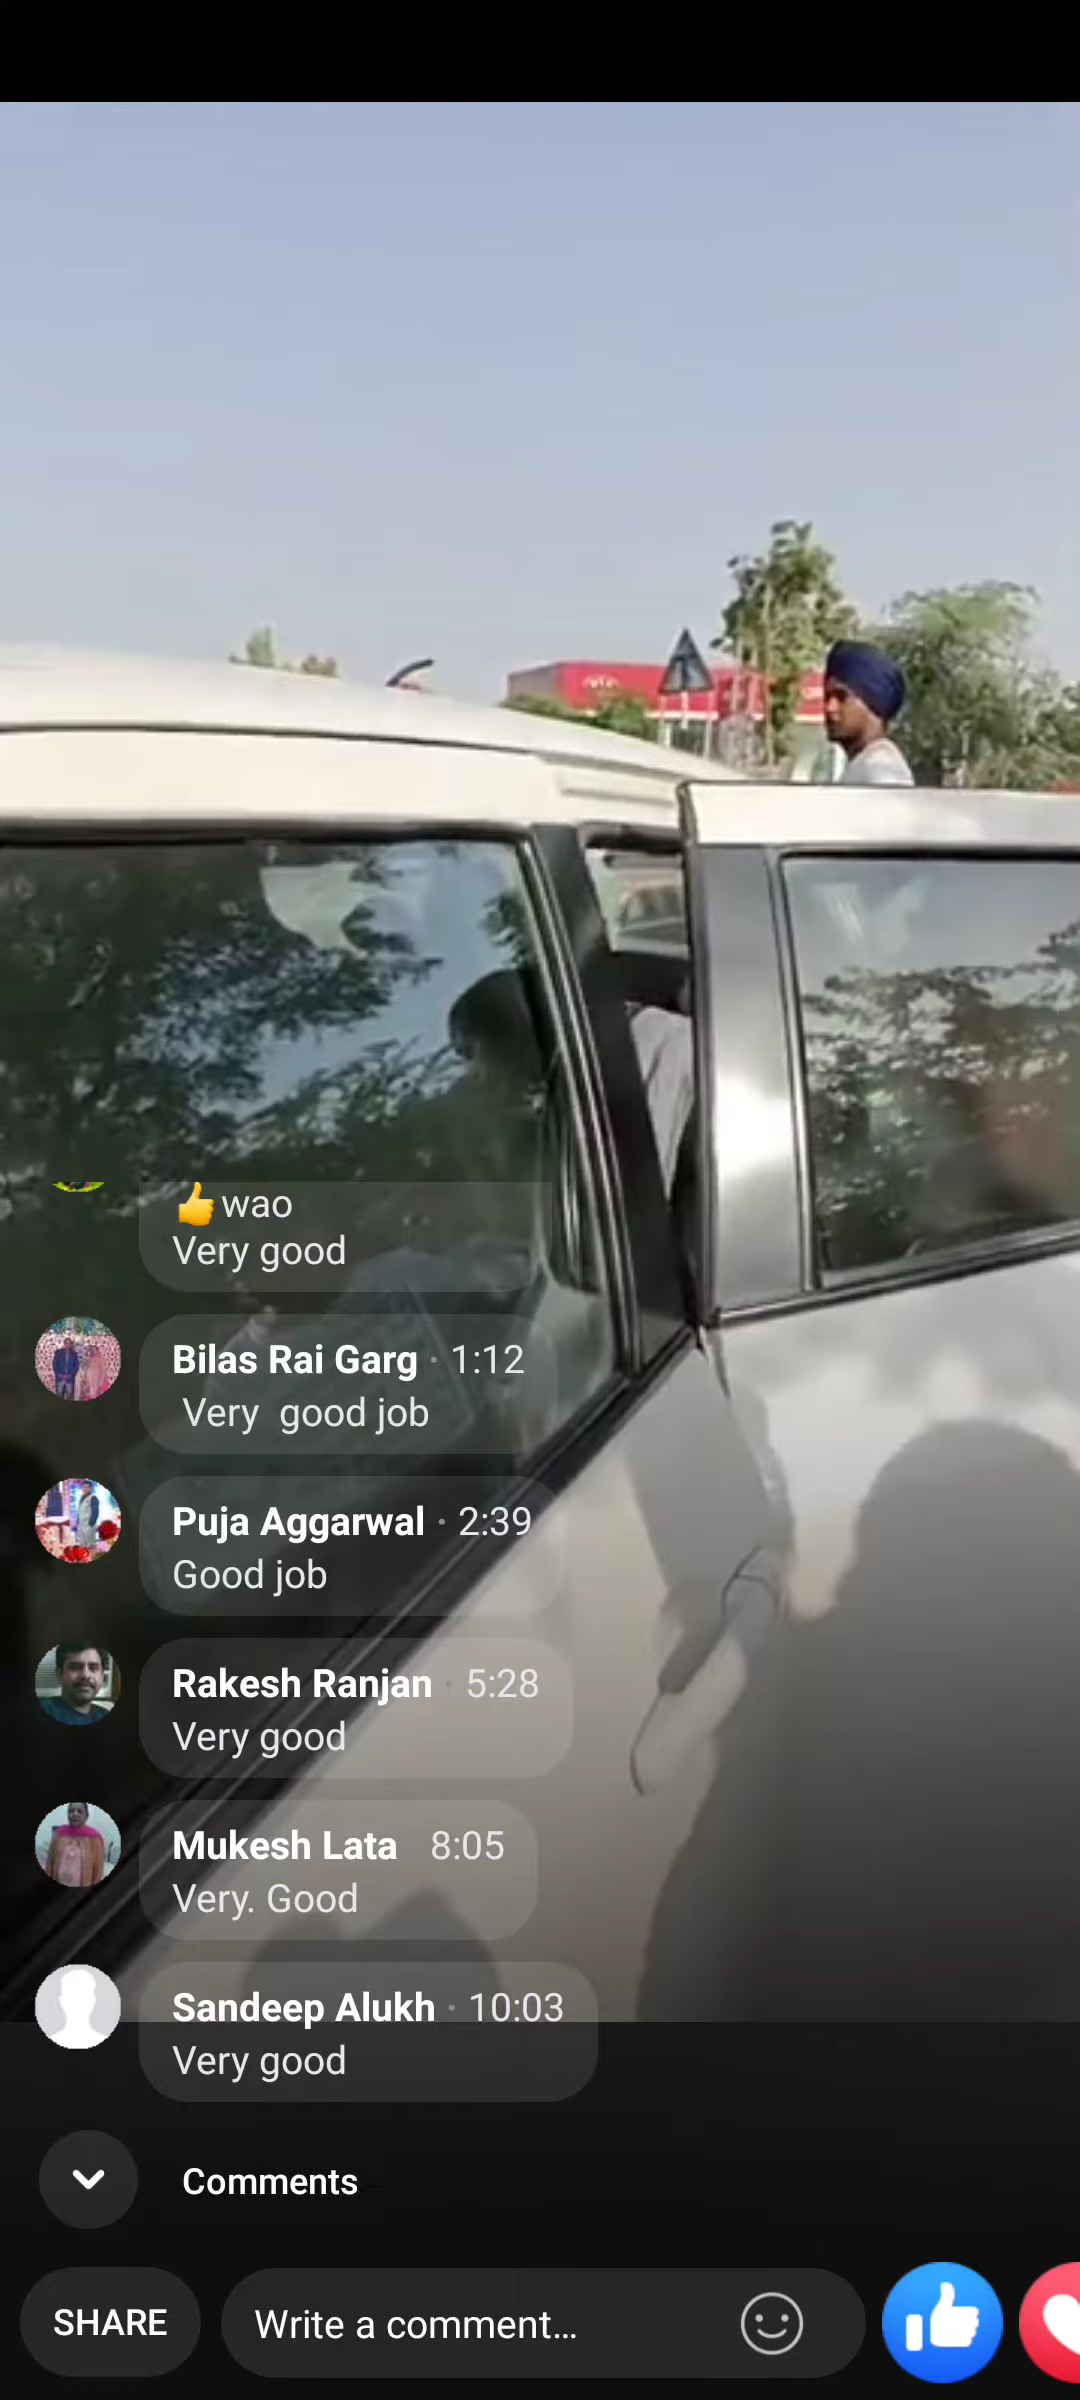 👍wao
Very good
Bilas Rai Garg · 1:12
Very good job
Puja Aggarwal · 2:39
Good job
Rakesh Ranjan · 5:28
Very good
Mukesh Lata 8:05
Very. Good
Sandeep Alukh · 10:03
Very good
Comments
SHARE
Write a comment...